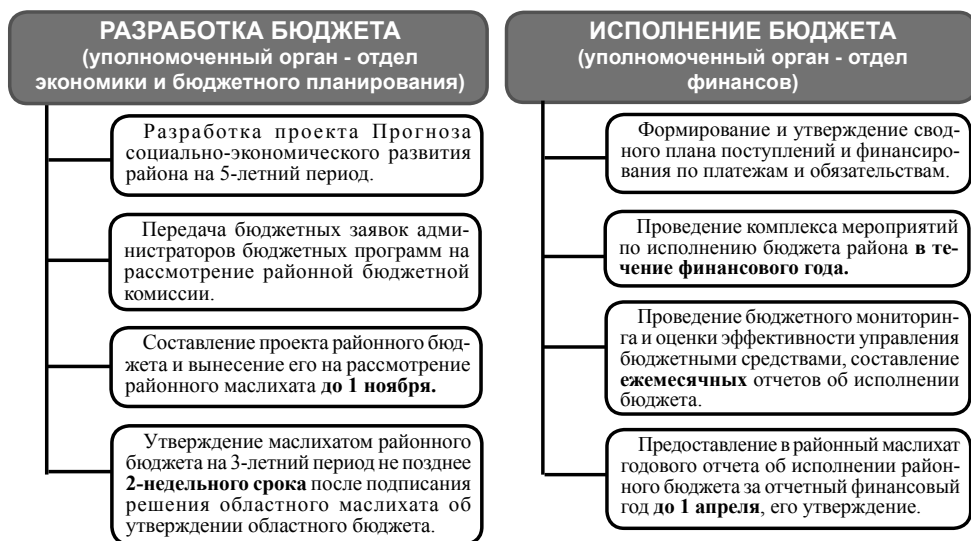 РАЗРАБОТКА БЮДЖЕТА
(уполномоченный орган - отдел
экономики и бюджетного планирования)
Разработка проекта Прогноза
социально-экономического развития
района на 5-летний период.
Передача бюджетных заявок адми-
нистраторов бюджетных программ на
рассмотрение районной бюджетной
комиссии.
Составление проекта районного бюд-
жета и вынесение его на рассмотрение
районного маслихата до 1 ноября.
Утверждение маслихатом районного
бюджета на 3-летний период не позднее
2-недельного срока после подписания
решения областного маслихата об
утверждении областного бюджета.
ИСПОЛНЕНИЕ БЮДЖЕТА
(уполномоченный орган - отдел
финансов)
Формирование и утверждение свод-
ного плана поступлений и финансиро-
вания по платежам и обязательствам.
Проведение комплекса мероприятий
по исполнению бюджета района в те-
чение финансового года.
Проведение бюджетного мониторин-
га и оценки эффективности управления
бюджетными средствами, составление
ежемесячных отчетов об исполнении
бюджета.
Предоставление в районный маслихат
годового отчета об исполнении район-
ного бюджета за отчетный финансовый
год до 1 апреля, его утверждение.